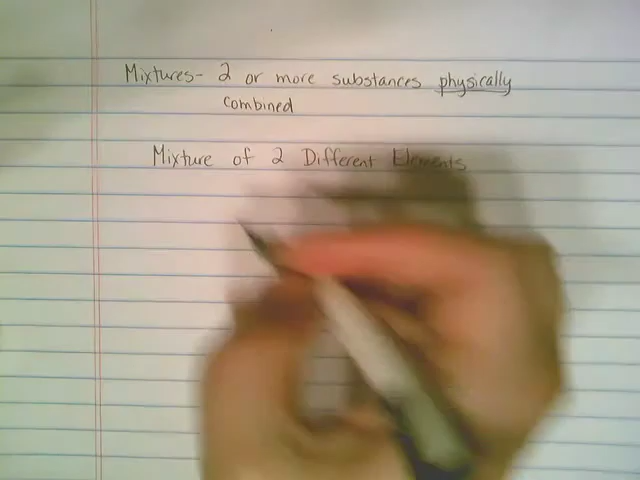 Mixtures- 2 or more substances physically
combined
Mixture of 2 Different Elements